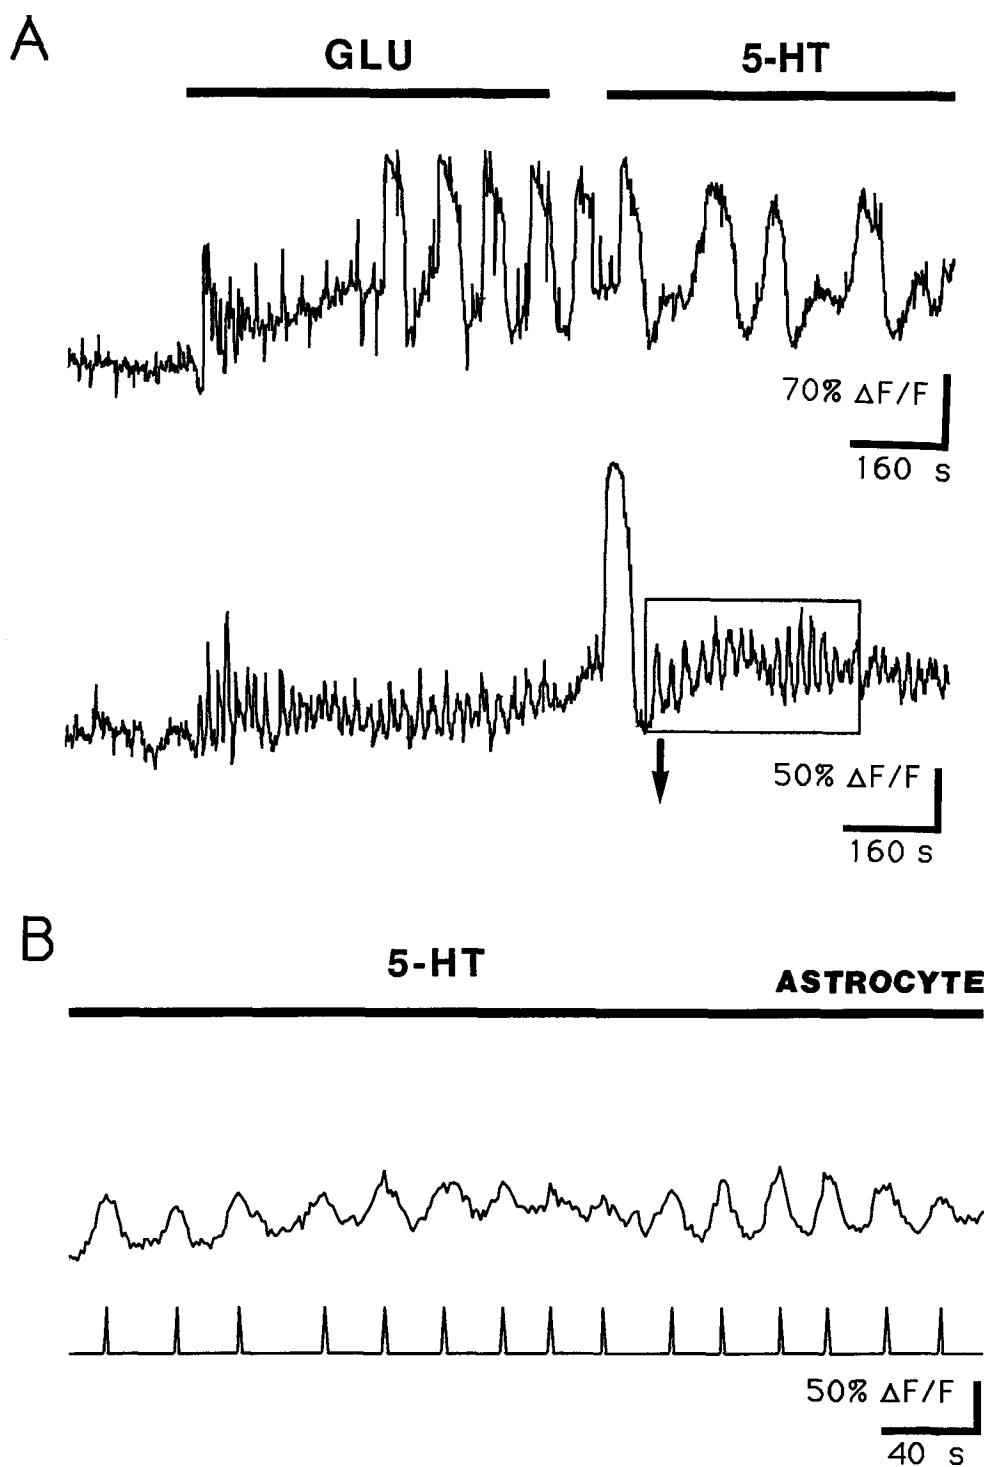 A
GLU 5-HT
70% ΔF/F
160 s
50% ΔF/F
160 s
B
5-HT
ASTROCYTE
50% ΔF/F
40 s